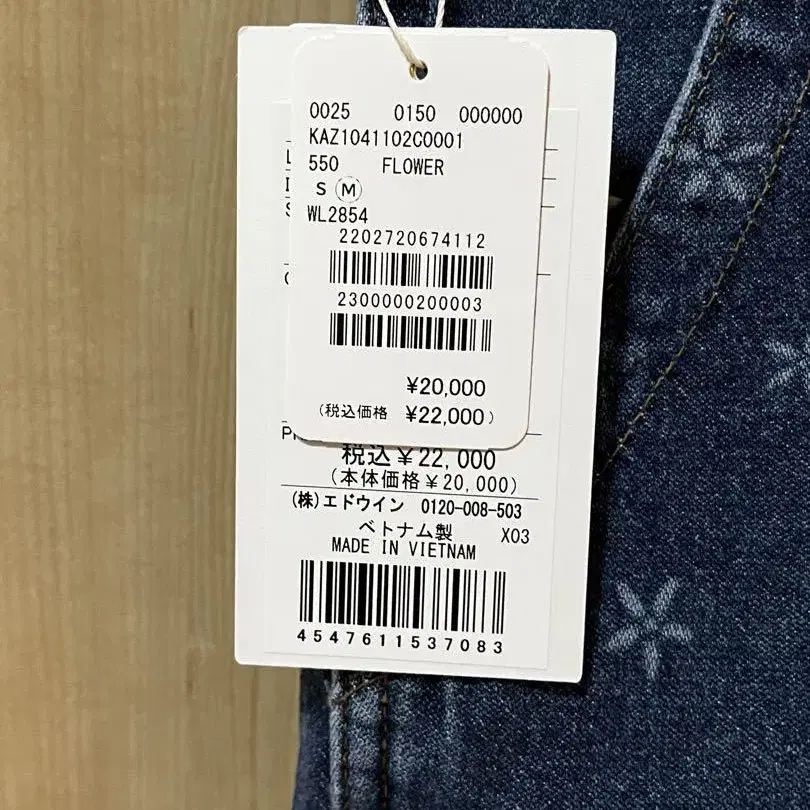 0025 0150 000000
KAZ1041102C0001
550 FLOWER
S Ⓜ
WL2854
2202720674112
2300000200003
¥20,000
(税込価格 ¥22,000)
税込¥22,000
(本体価格¥20,000)
(株)エドウイン 0120-008-503
ベトナム製 X03
MADE IN VIETNAM
4547611537083